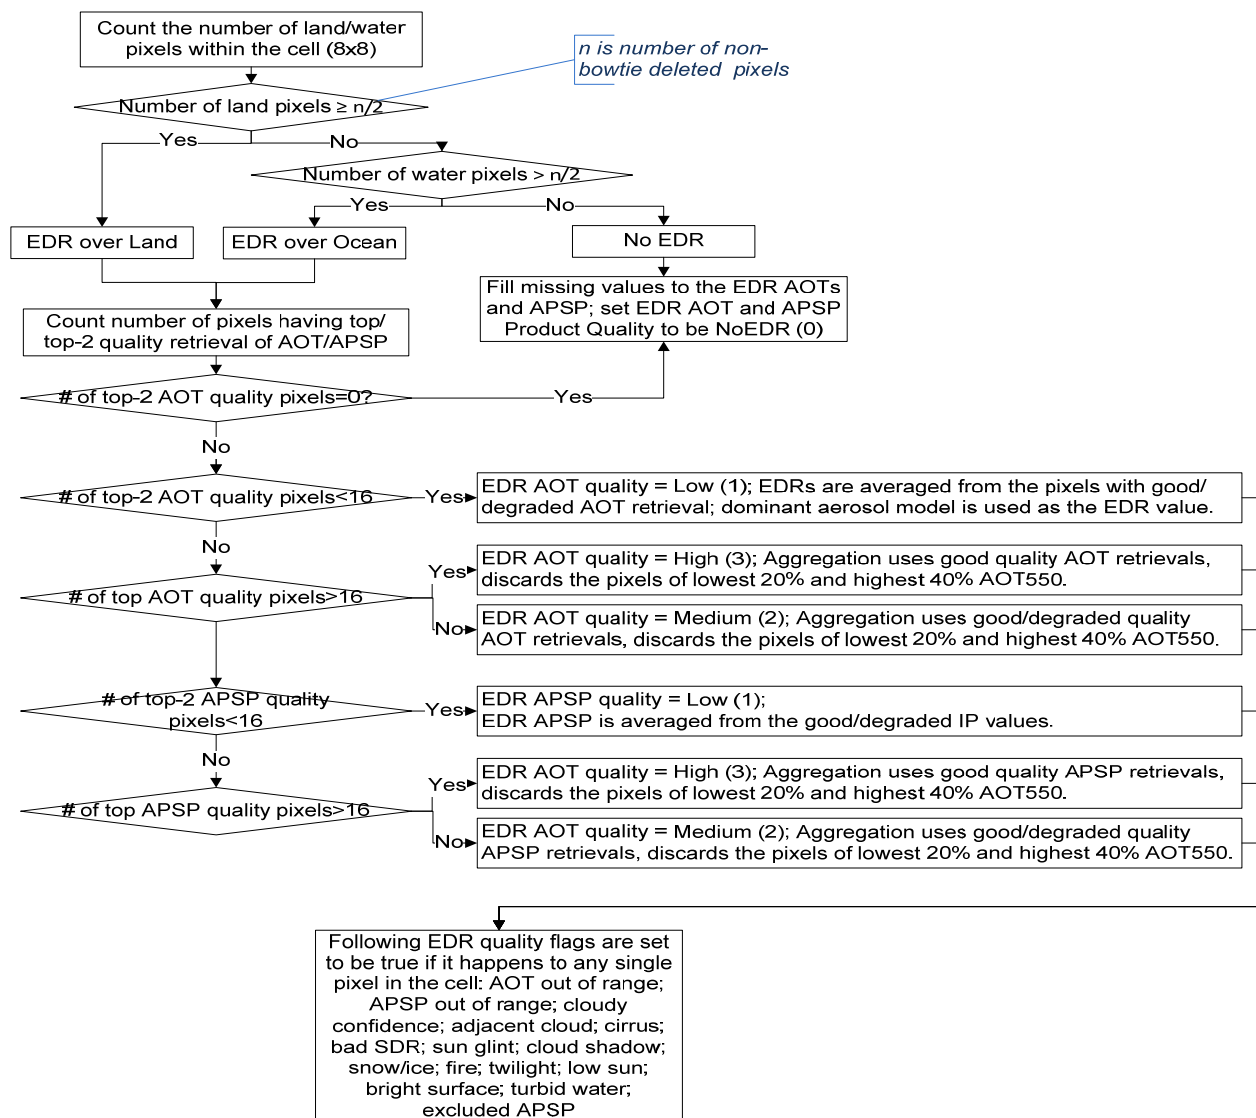 Count the number of land/water
pixels within the cell (8x8)
n is number of non-
bowtie deleted pixels
Number of land pixels ≥ n/2
Yes
No
Number of water pixels > n/2
Yes
No
EDR over Land
EDR over Ocean
No EDR
Fill missing values to the EDR AOTs
and APSP; set EDR AOT and APSP
Product Quality to be NoEDR (0)
Count number of pixels having top/
top-2 quality retrieval of AOT/APSP
# of top-2 AOT quality pixels=0?
Yes
No
# of top-2 AOT quality pixels<16
Yes
EDR AOT quality = Low (1); EDRs are averaged from the pixels with good/
degraded AOT retrieval; dominant aerosol model is used as the EDR value.
No
# of top AOT quality pixels>16
Yes
EDR AOT quality = High (3); Aggregation uses good quality AOT retrievals,
discards the pixels of lowest 20% and highest 40% AOT550.
No
EDR AOT quality = Medium (2); Aggregation uses good/degraded quality
AOT retrievals, discards the pixels of lowest 20% and highest 40% AOT550.
# of top-2 APSP quality
pixels<16
Yes
EDR APSP quality = Low (1);
EDR APSP is averaged from the good/degraded IP values.
No
# of top APSP quality pixels>16
Yes
EDR AOT quality = High (3); Aggregation uses good quality APSP retrievals,
discards the pixels of lowest 20% and highest 40% AOT550.
No
EDR AOT quality = Medium (2); Aggregation uses good/degraded quality
APSP retrievals, discards the pixels of lowest 20% and highest 40% AOT550.
Following EDR quality flags are set
to be true if it happens to any single
pixel in the cell: AOT out of range;
APSP out of range; cloudy
confidence; adjacent cloud; cirrus;
bad SDR; sun glint; cloud shadow;
snow/ice; fire; twilight; low sun;
bright surface; turbid water;
excluded APSP